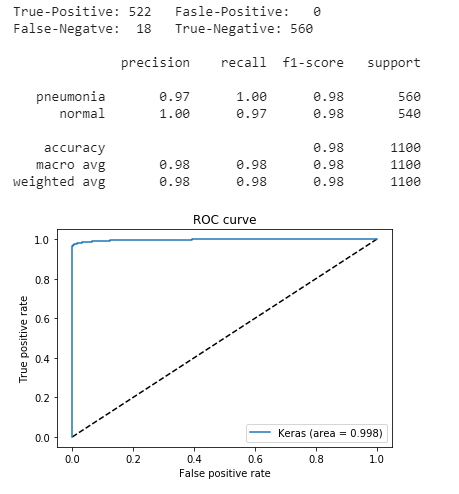 True-Positive: 522 Fasle-Positive: 0
False-Negatve: 18 True-Negative: 560
precision recall f1-score support
pneumonia 0.97 1.00 0.98 560
normal 1.00 0.97 0.98 540
accuracy 0.98 1100
macro avg 0.98 0.98 0.98 1100
weighted avg 0.98 0.98 0.98 1100
ROC curve
True positive rate
1.0
0.8
0.6
0.4
0.2
0.0
Keras (area = 0.998)
0.0 0.2 0.4 0.6 0.8 1.0
False positive rate